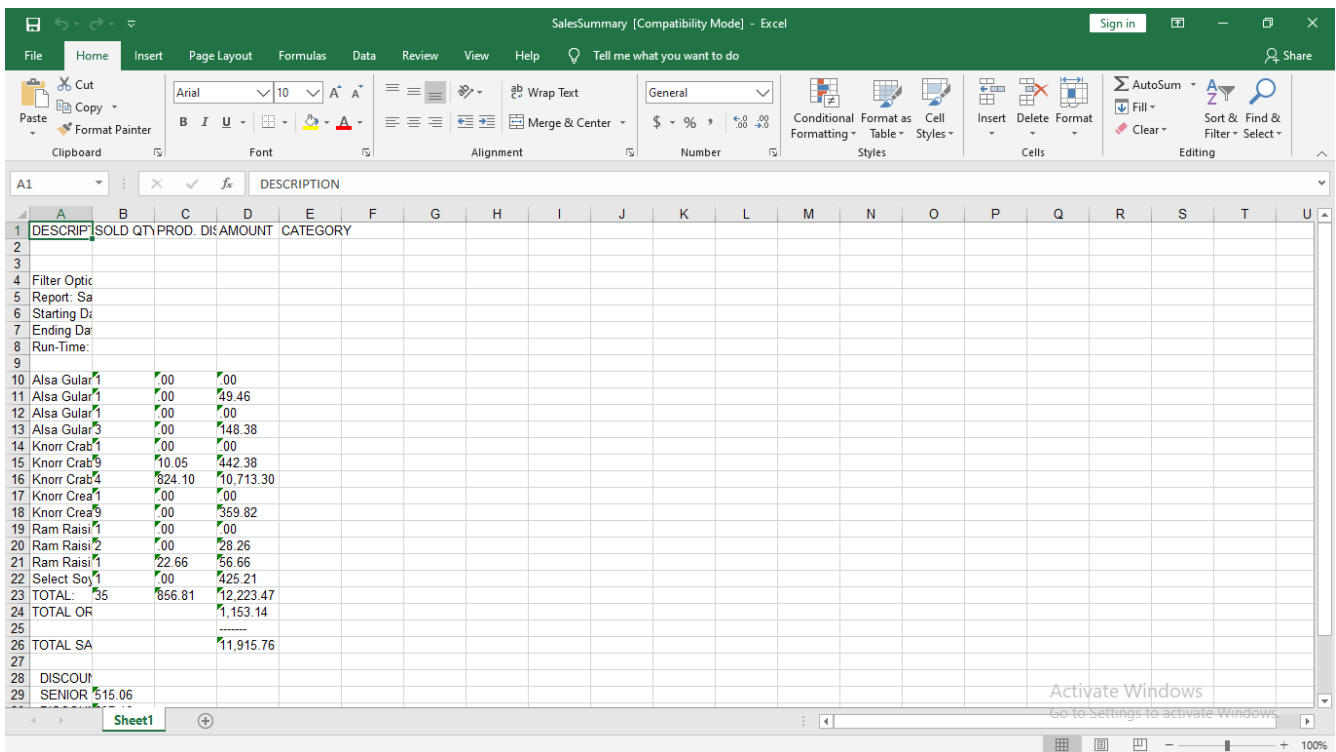 SalesSummary [Compatibility Mode] - Excel
Sign in
File Home Insert Page Layout Formulas Data Review View Help Tell me what you want to do Share
Paste
Cut
Copy
Format Painter
Clipboard
Arial 10
B I U
Font
Wrap Text
Merge & Center
Alignment
General
$ % ,
Number
Conditional Formatting
Format as Table
Cell Styles
Styles
Insert Delete Format
Cells
AutoSum
Fill
Clear
Sort & Filter
Find & Select
Editing
A1 fx DESCRIPTION
A B C D E F G H I J K L M N O P Q R S T U
1 DESCRIPT SOLD QTY PROD. DIS AMOUNT CATEGORY
2
3
4 Filter Optic
5 Report: Sa
6 Starting Da
7 Ending Da
8 Run-Time:
9
10 Alsa Gular 1 .00 .00
11 Alsa Gular 1 .00 49.46
12 Alsa Gular 1 .00 .00
13 Alsa Gular 3 .00 148.38
14 Knorr Crab 1 .00 .00
15 Knorr Crab 9 10.05 442.38
16 Knorr Crab 4 824.10 10,713.30
17 Knorr Crea 1 .00 .00
18 Knorr Crea 9 .00 359.82
19 Ram Raisi 1 .00 .00
20 Ram Raisi 2 .00 28.26
21 Ram Raisi 1 22.66 56.66
22 Select Soy 1 .00 425.21
23 TOTAL: 35 856.81 12,223.47
24 TOTAL OR 1,153.14
25 -------
26 TOTAL SA 11,915.76
27
28 DISCOUN
29 SENIOR 515.06
Activate Windows
Go to Settings to activate Windows.
Sheet1
100%